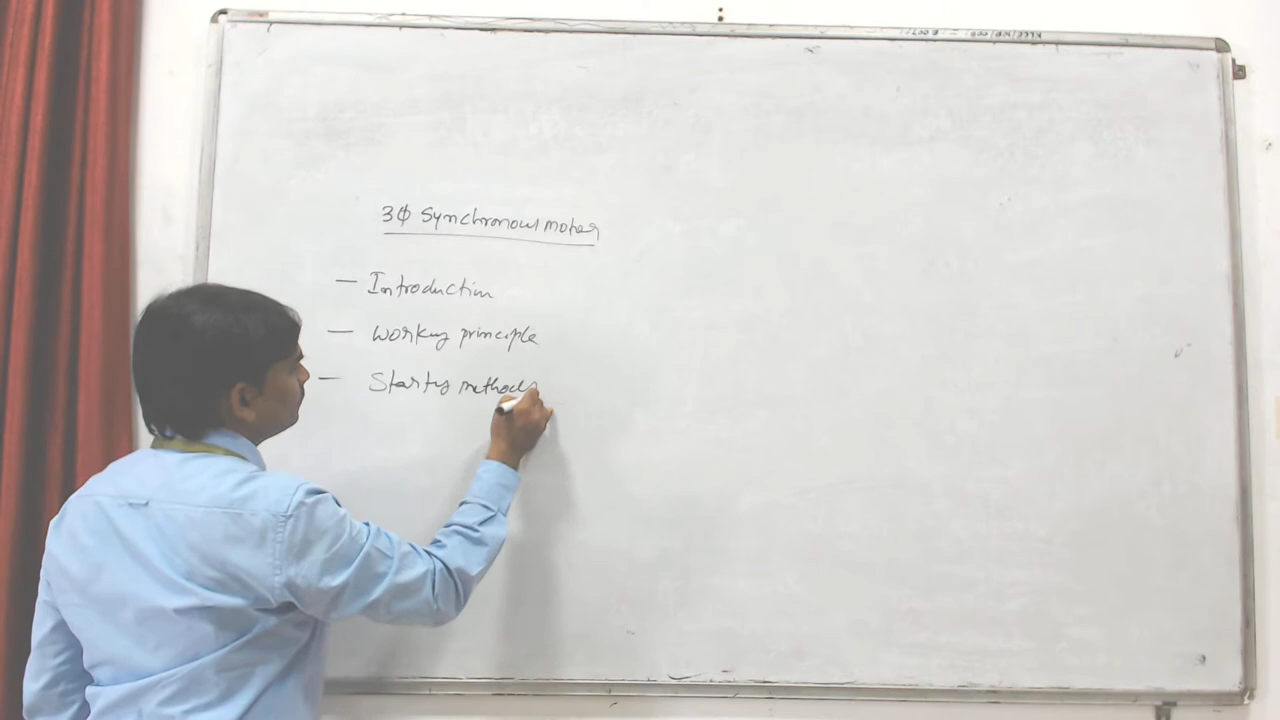 3Φ Synchronous motor
— Introduction
— Working principle
— Starting methods